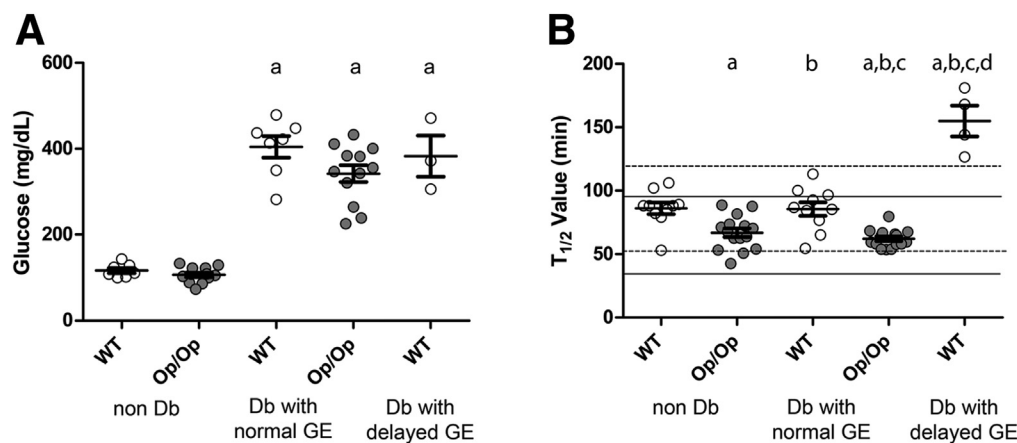 A
B
Glucose (mg/dL)
600
400
200
0
a
a
a
WT
Op/Op
WT
Op/Op
WT
non Db
Db with
normal GE
Db with
delayed GE
T1/2 Value (min)
200
150
100
50
0
a
b
a,b,c
a,b,c,d
WT
Op/Op
WT
Op/Op
WT
non Db
Db with
normal GE
Db with
delayed GE